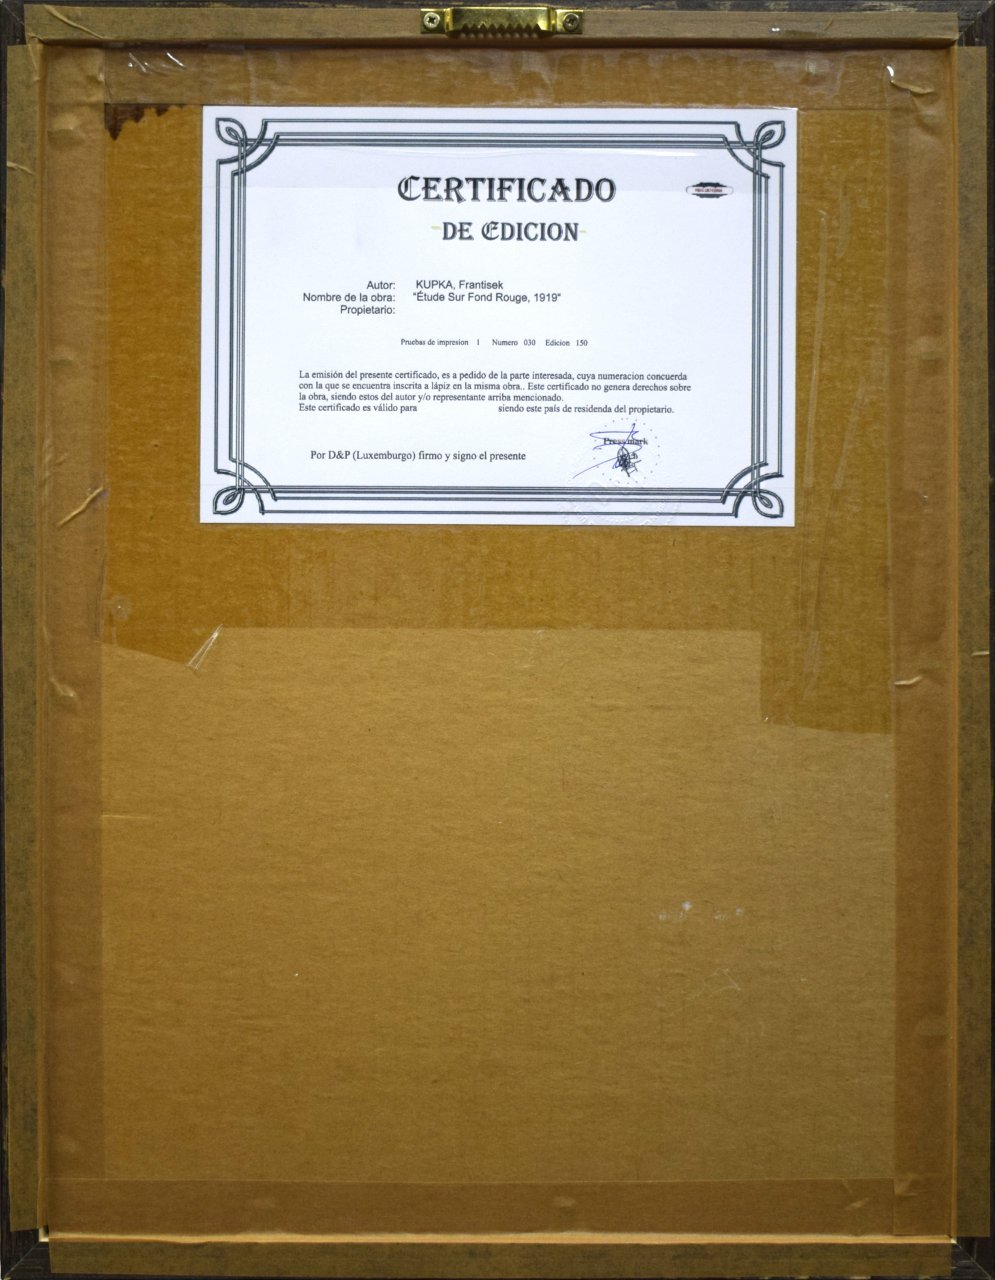 CERTIFICADO
DE EDICION
Autor: KUPKA, Frantisek
Nombre de la obra: "Étude Sur Fond Rouge, 1919"
Propietario:
Pruebas de impresion 1 Numero 030 Edicion 150
La emisión del presente certificado, es a pedido de la parte interesada, cuya numeracion concuerda
con la que se encuentra inscrita a lápiz en la misma obra.. Este certificado no genera derechos sobre
la obra, siendo estos del autor y/o representante arriba mencionado.
Este certificado es válido para siendo este país de residenda del propietario.
Pressmark
Por D&P (Luxemburgo) firmo y signo el presente